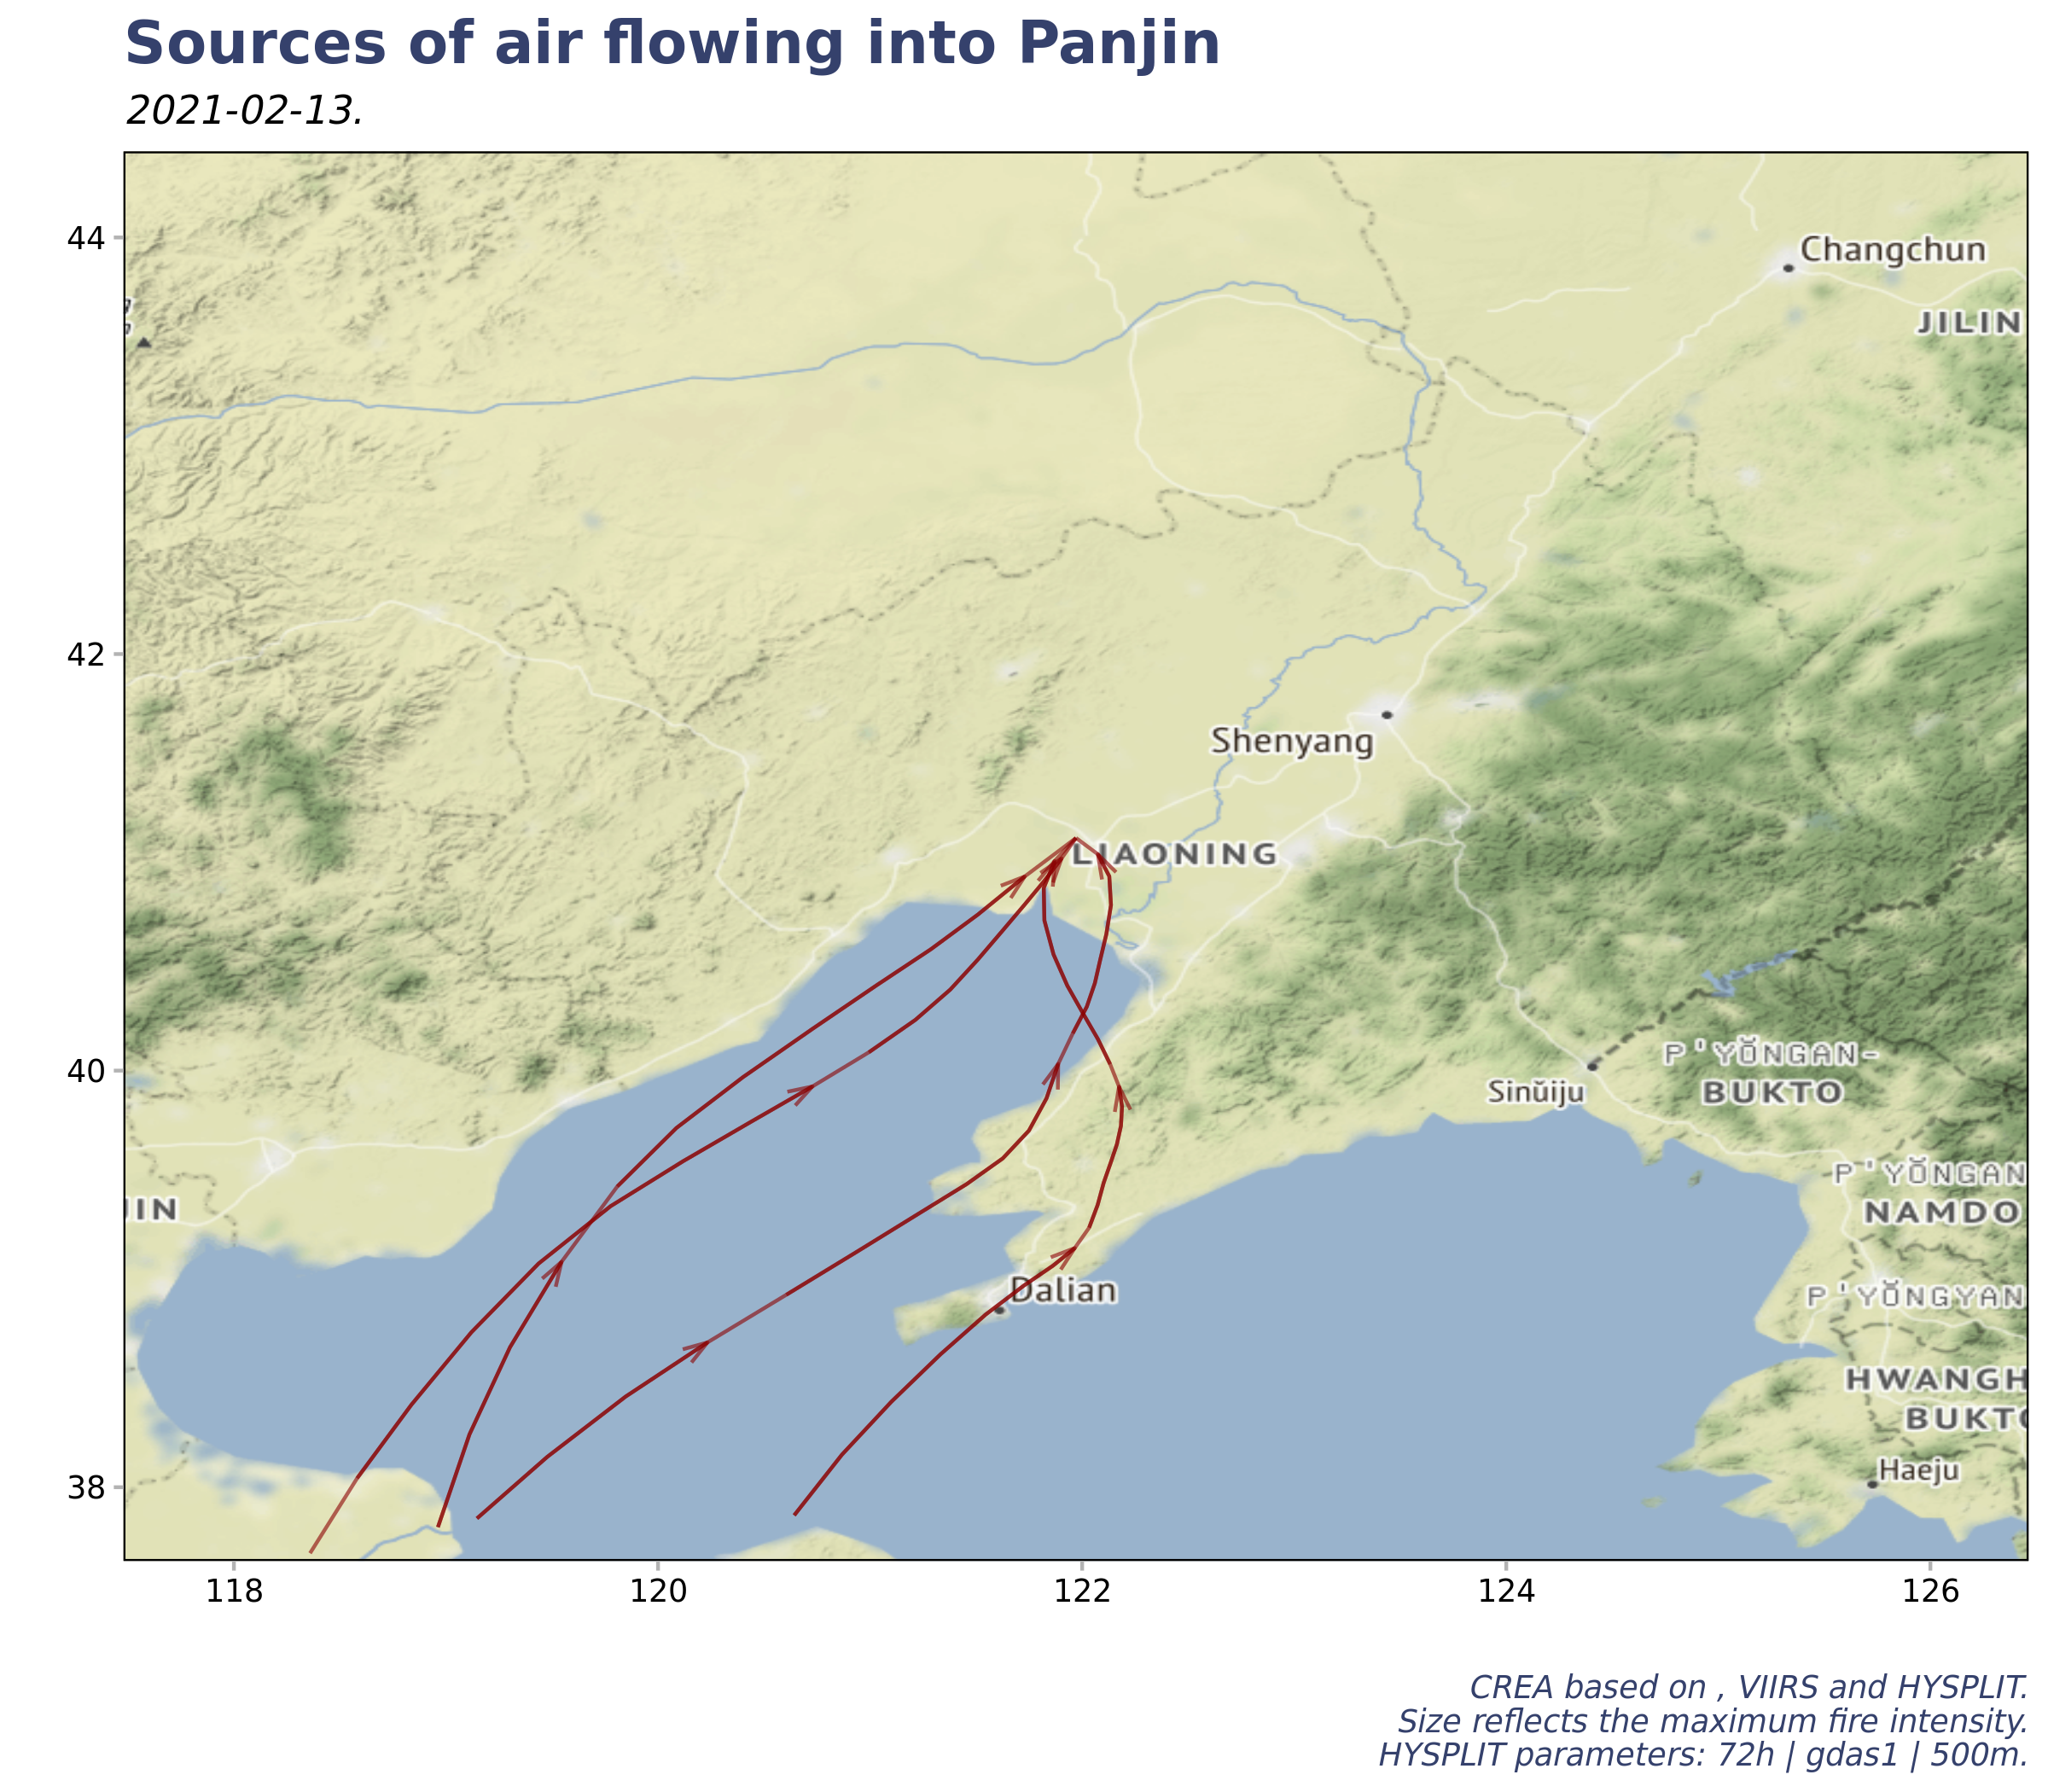 Sources of air flowing into Panjin
2021-02-13.
44
42
40
38
Changchun
JILIN
Shenyang
LIAONING
P'YŎNGAN-
BUKTO
Sinŭiju
P'YŎNGAN
NAMDO
JIN
Dalian
P'YŎNGYAN
HWANGH
BUKTO
Haeju
118
120
122
124
126
CREA based on , VIIRS and HYSPLIT.
Size reflects the maximum fire intensity.
HYSPLIT parameters: 72h | gdas1 | 500m.